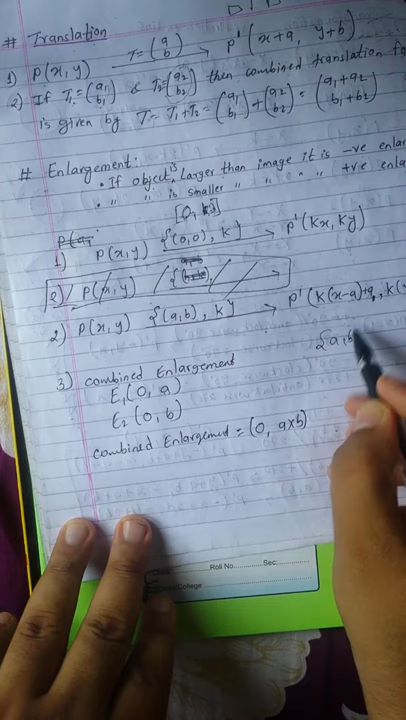 # Translation
1) P(x, y) T=(a b) → P'(x+a, y+b)
2) If T₁=(a₁ b₁) & T₂=(a₂ b₂) then combined translation
is given by T= T₁+T₂=(a₁ b₁)+(a₂ b₂)=(a₁+a₂ b₁+b₂)
# Enlargement:
• If object is larger than image it is -ve
• " " is smaller " " " " +ve
1) P(x, y) {(0,0), k} → P'(Kx, Ky)
2) P(x, y)
2) P(x, y) {(a,b), k} → P'(K(x-a)+a, k(
{a,b
3) combined Enlargement
E₁(0, a)
E₂(0, b)
combined Enlargement = (0, a×b)
Roll No............ Sec:............
College